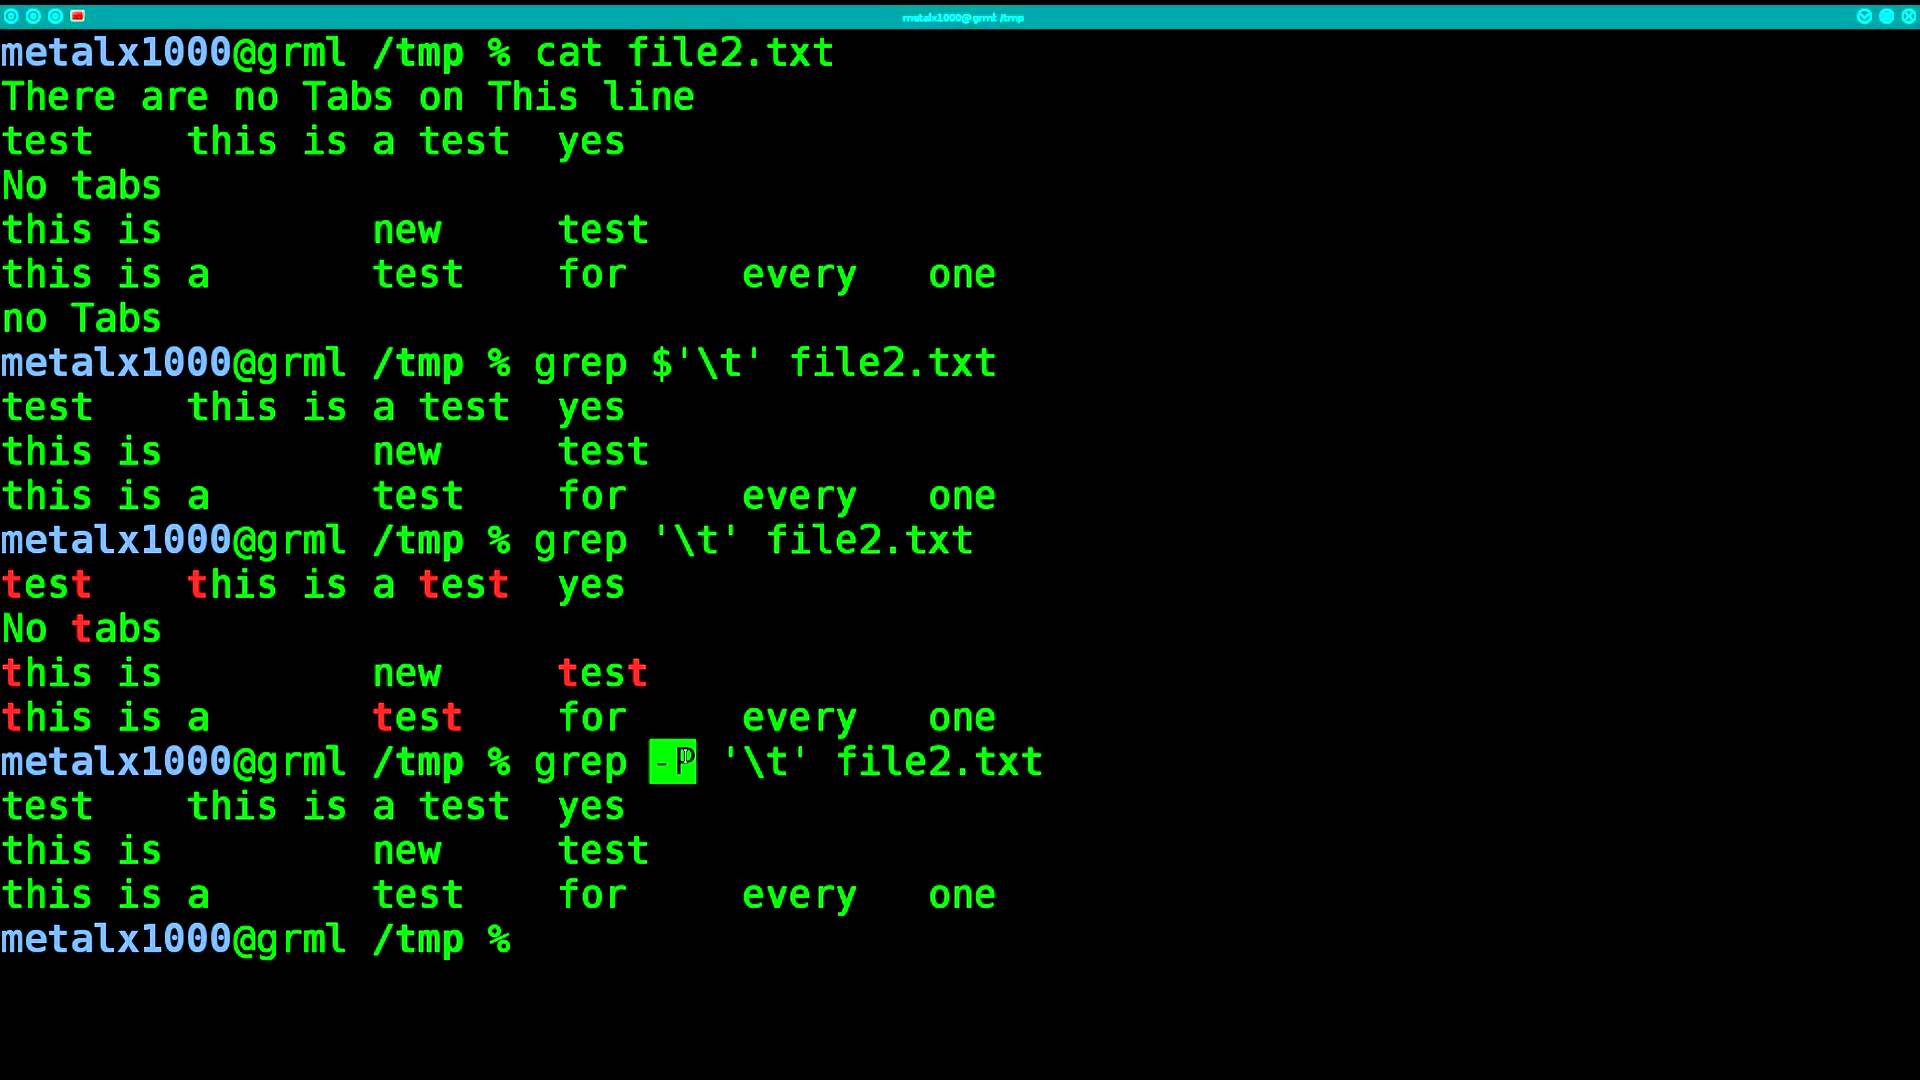 metalx1000@grml /tmp
metalx1000@grml /tmp % cat file2.txt
There are no Tabs on This line
test    this is a test  yes
No tabs
this is         new     test
this is a       test    for     every   one
no Tabs
metalx1000@grml /tmp % grep $'\t' file2.txt
test    this is a test  yes
this is         new     test
this is a       test    for     every   one
metalx1000@grml /tmp % grep '\t' file2.txt
test    this is a test  yes
No tabs
this is         new     test
this is a       test    for     every   one
metalx1000@grml /tmp % grep -P '\t' file2.txt
test    this is a test  yes
this is         new     test
this is a       test    for     every   one
metalx1000@grml /tmp %